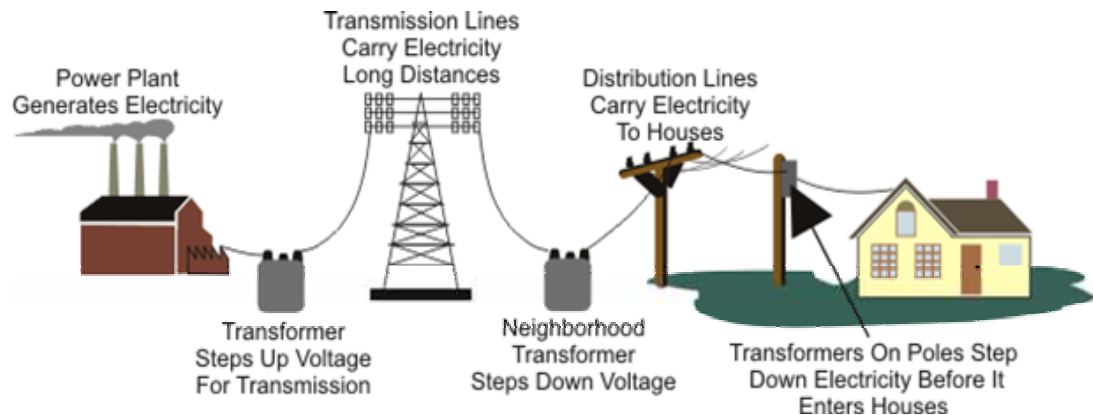 Power Plant
Generates Electricity
Transformer
Steps Up Voltage
For Transmission
Transmission Lines
Carry Electricity
Long Distances
Neighborhood
Transformer
Steps Down Voltage
Distribution Lines
Carry Electricity
To Houses
Transformers On Poles Step
Down Electricity Before It
Enters Houses